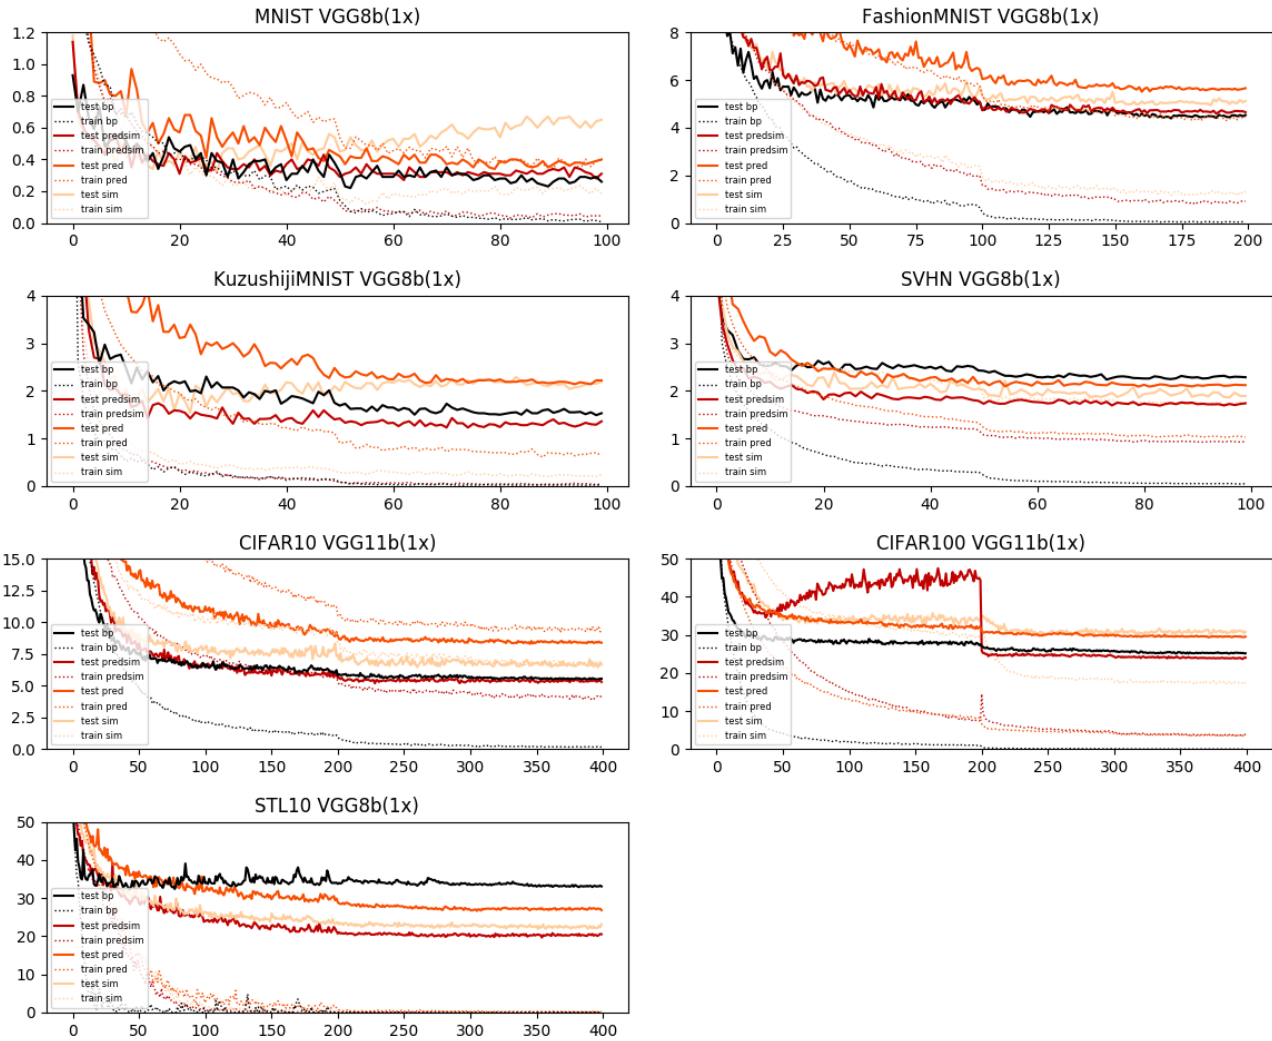 MNIST VGG8b(1x)
1.2
1.0
0.8
0.6
0.4
0.2
0.0
test bp
train bp
test predsim
train predsim
test pred
train pred
test sim
train sim
0 20 40 60 80 100
FashionMNIST VGG8b(1x)
8
6
4
2
0
test bp
train bp
test predsim
train predsim
test pred
train pred
test sim
train sim
0 25 50 75 100 125 150 175 200
KuzushijiMNIST VGG8b(1x)
4
3
2
1
0
test bp
train bp
test predsim
train predsim
test pred
train pred
test sim
train sim
0 20 40 60 80 100
SVHN VGG8b(1x)
4
3
2
1
0
test bp
train bp
test predsim
train predsim
test pred
train pred
test sim
train sim
0 20 40 60 80 100
CIFAR10 VGG11b(1x)
15.0
12.5
10.0
7.5
5.0
2.5
0.0
test bp
train bp
test predsim
train predsim
test pred
train pred
test sim
train sim
0 50 100 150 200 250 300 350 400
CIFAR100 VGG11b(1x)
50
40
30
20
10
0
test bp
train bp
test predsim
train predsim
test pred
train pred
test sim
train sim
0 50 100 150 200 250 300 350 400
STL10 VGG8b(1x)
50
40
30
20
10
0
test bp
train bp
test predsim
train predsim
test pred
train pred
test sim
train sim
0 50 100 150 200 250 300 350 400